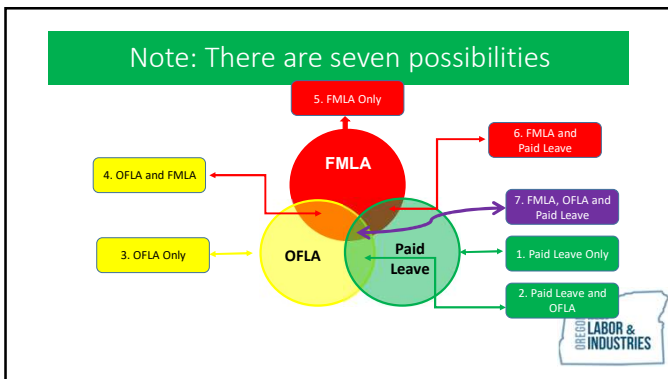 Note: There are seven possibilities
5. FMLA Only
FMLA
6. FMLA and
Paid Leave
4. OFLA and FMLA
7. FMLA, OFLA and
Paid Leave
3. OFLA Only
OFLA
Paid
Leave
1. Paid Leave Only
2. Paid Leave and
OFLA
OREGON
LABOR &
INDUSTRIES